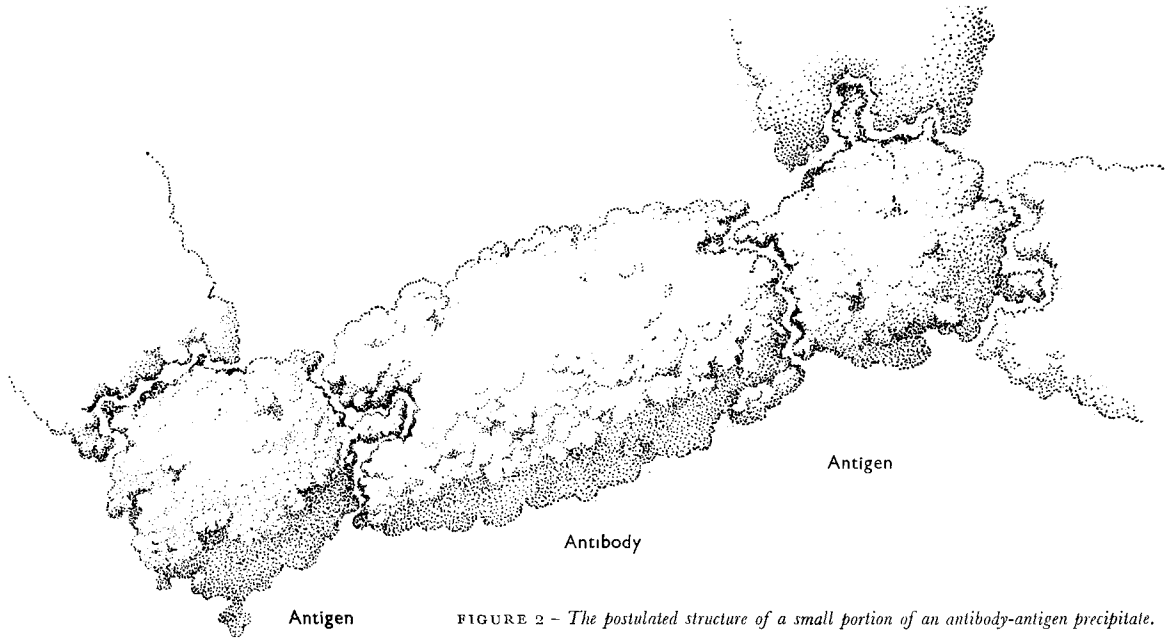 Antigen
Antibody
Antigen
FIGURE 2 – The postulated structure of a small portion of an antibody-antigen precipitate.